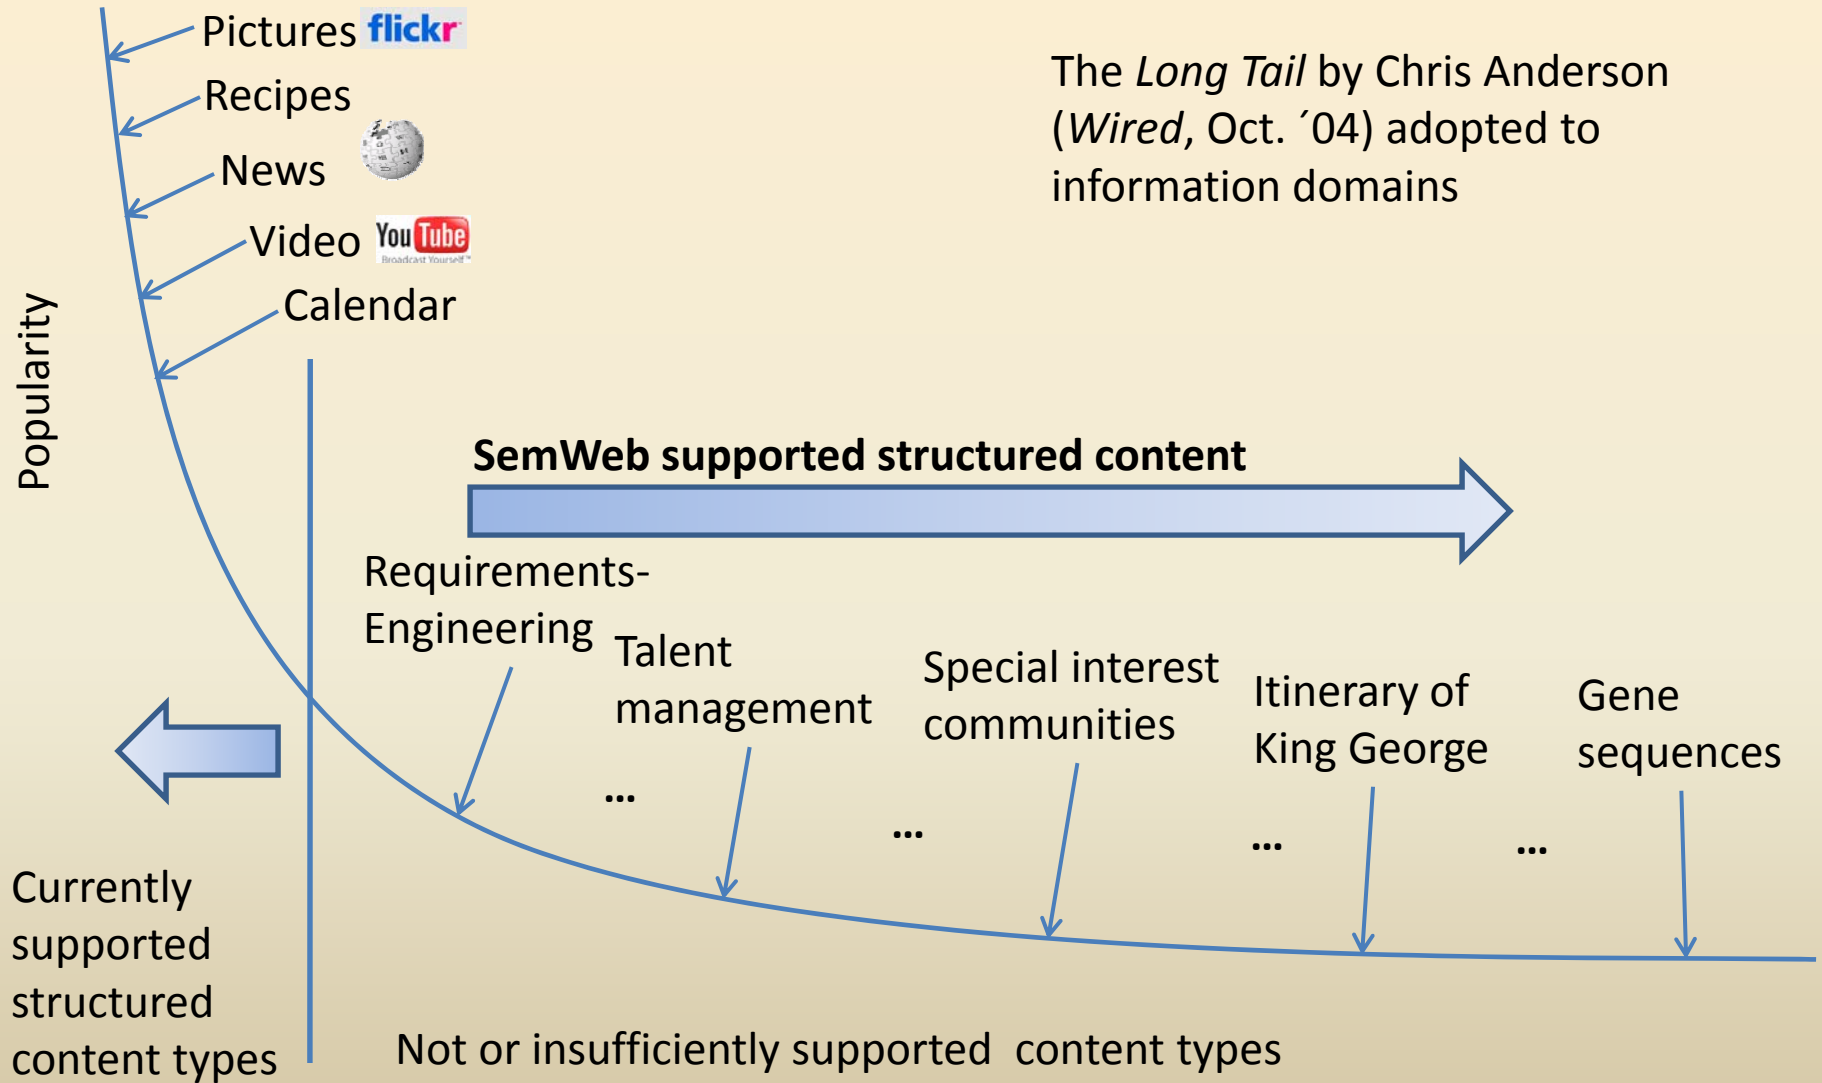 Pictures flickr
Recipes
News
Video YouTube
Broadcast Yourself™
Calendar
The Long Tail by Chris Anderson
(Wired, Oct. ´04) adopted to
information domains
Popularity
SemWeb supported structured content
Requirements-
Engineering
Talent
management
Special interest
communities
Itinerary of
King George
Gene
sequences
...
...
...
...
Currently
supported
structured
content types
Not or insufficiently supported content types